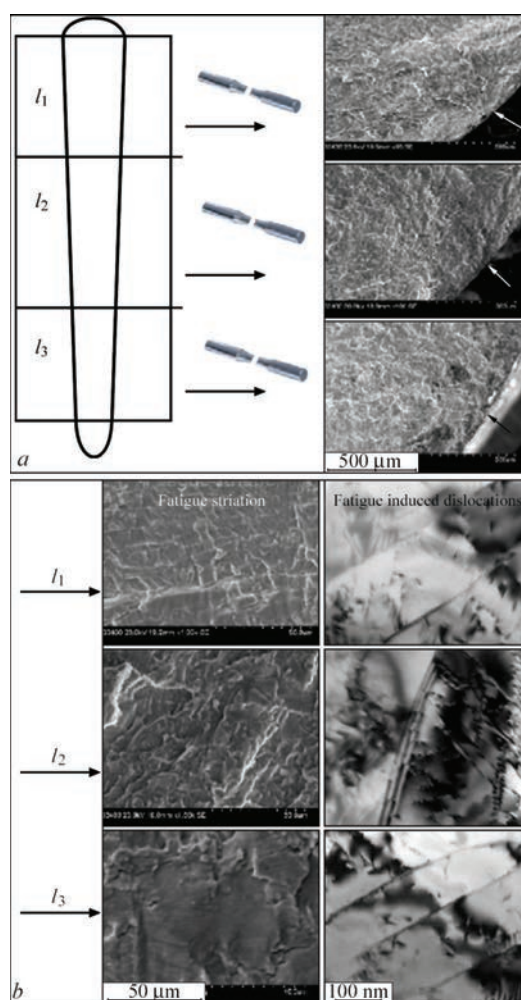 l1
l2
l3
a
500 µm
Fatigue striation
Fatigue induced dislocations
l1
l2
l3
b
50 µm
100 nm